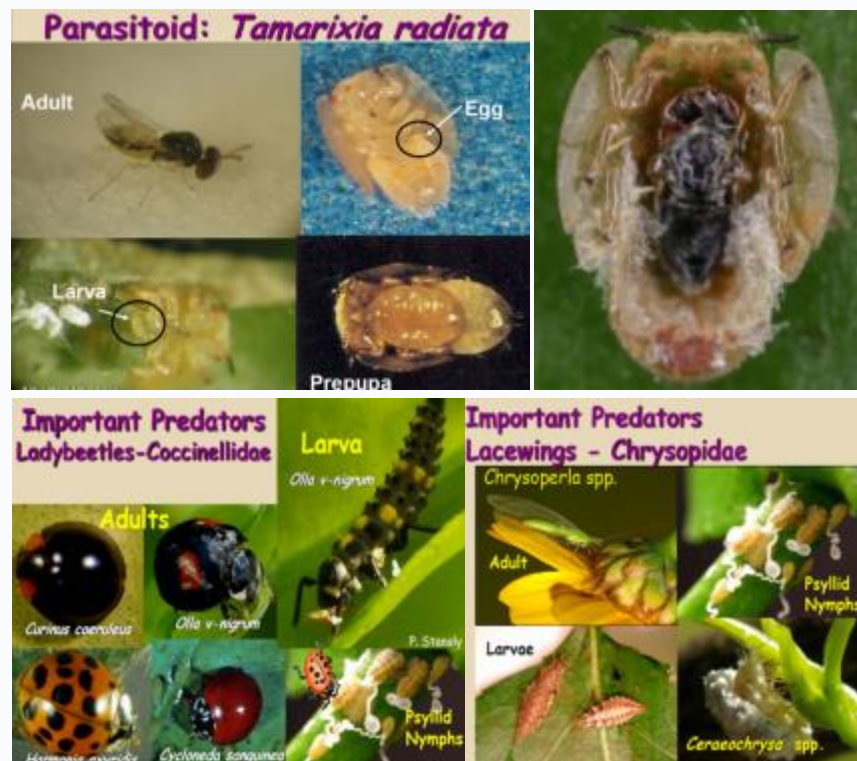 Parasitoid: Tamarixia radiata
Adult
Egg
Larva
Prepupa
Important Predators
Ladybeetles-Coccinellidae
Larva
Olla v-nigrum
Adults
Curinus coeruleus
Olla v-nigrum
P. Stansly
Cycloneda sanguinea
Psyllid
Nymphs
Important Predators
Lacewings - Chrysopidae
Chrysoperla spp.
Adult
Psyllid
Nymphs
Larvae
Ceraeochrysa spp.